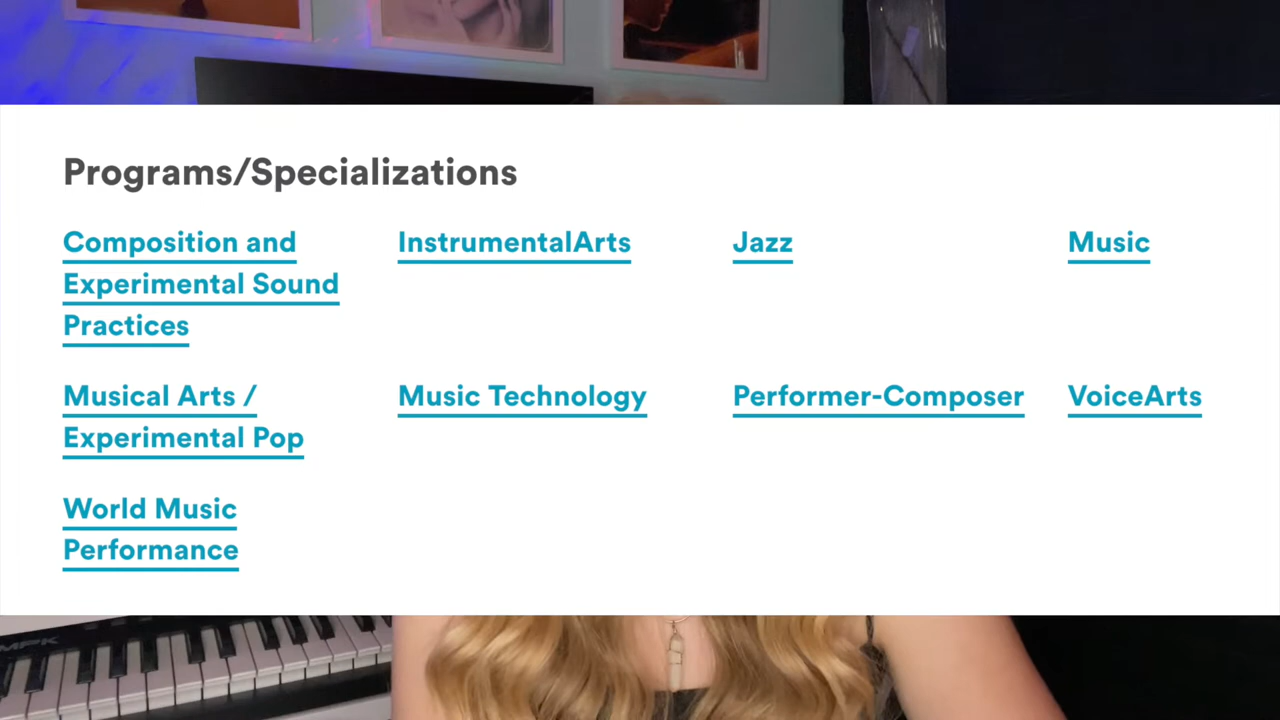 Programs/Specializations
Composition and
Experimental Sound
Practices
InstrumentalArts
Jazz
Music
Musical Arts /
Experimental Pop
Music Technology
Performer-Composer
VoiceArts
World Music
Performance
MPK